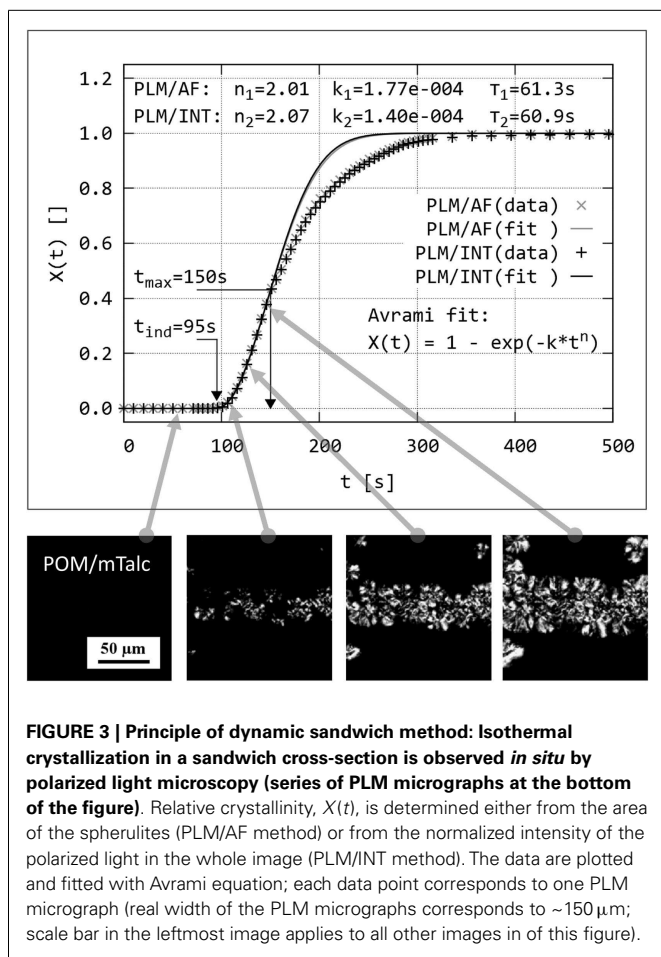 1.2
1.0
0.8
0.6
0.4
0.2
0.0
X(t) []
PLM/AF: n1=2.01 k1=1.77e-004 τ1=61.3s
PLM/INT: n2=2.07 k2=1.40e-004 τ2=60.9s
PLM/AF(data) ×
PLM/AF(fit )
PLM/INT(data) +
PLM/INT(fit )
tmax=150s
tind=95s
Avrami fit:
X(t) = 1 - exp(-k*tn)
0 100 200 300 400 500
t [s]
POM/mTalc
50 µm
FIGURE 3 | Principle of dynamic sandwich method: Isothermal
crystallization in a sandwich cross-section is observed in situ by
polarized light microscopy (series of PLM micrographs at the bottom
of the figure). Relative crystallinity, X(t), is determined either from the area
of the spherulites (PLM/AF method) or from the normalized intensity of the
polarized light in the whole image (PLM/INT method). The data are plotted
and fitted with Avrami equation; each data point corresponds to one PLM
micrograph (real width of the PLM micrographs corresponds to ~150 µm;
scale bar in the leftmost image applies to all other images in of this figure).